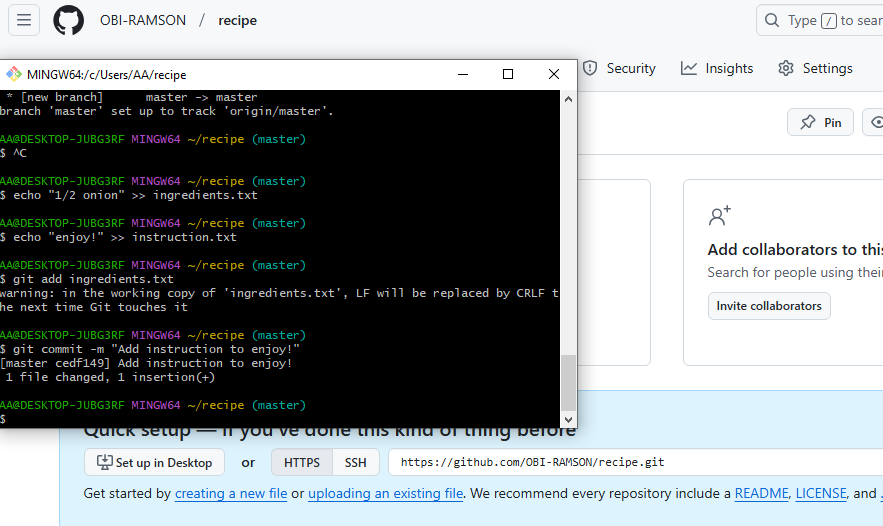 OBI-RAMSON / recipe
Type / to sear
MINGW64:/c/Users/AA/recipe
Security
Insights
Settings
Pin
* [new branch]      master -> master
branch 'master' set up to track 'origin/master'.
AA@DESKTOP-JUBG3RF MINGW64 ~/recipe (master)
$ ^C
AA@DESKTOP-JUBG3RF MINGW64 ~/recipe (master)
$ echo "1/2 onion" >> ingredients.txt
AA@DESKTOP-JUBG3RF MINGW64 ~/recipe (master)
$ echo "enjoy!" >> instruction.txt
AA@DESKTOP-JUBG3RF MINGW64 ~/recipe (master)
$ git add ingredients.txt
warning: in the working copy of 'ingredients.txt', LF will be replaced by CRLF t
he next time Git touches it
AA@DESKTOP-JUBG3RF MINGW64 ~/recipe (master)
$ git commit -m "Add instruction to enjoy!"
[master cedf149] Add instruction to enjoy!
1 file changed, 1 insertion(+)
AA@DESKTOP-JUBG3RF MINGW64 ~/recipe (master)
$
Add collaborators to this
Search for people using their
Invite collaborators
Quick setup — if you've done this kind of thing before
Set up in Desktop
or
HTTPS
SSH
https://github.com/OBI-RAMSON/recipe.git
Get started by creating a new file or uploading an existing file. We recommend every repository include a README, LICENSE, and .